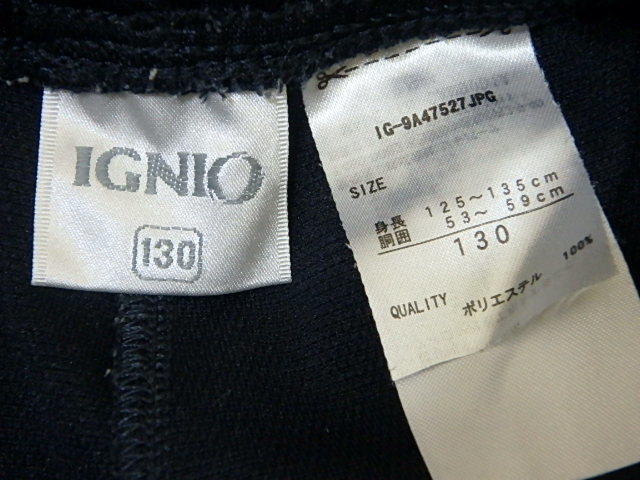 IGNIO
130
IG-9A47527JPG
SIZE
身長 125～135cm
胴囲 53～ 59cm
130
QUALITY ポリエステル 100%